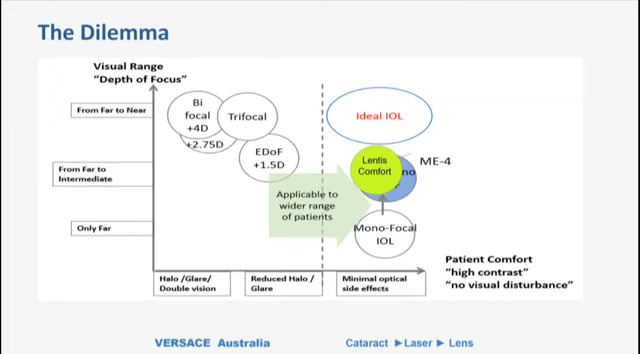 The Dilemma
Visual Range
“Depth of Focus”
From Far to Near
From Far to
Intermediate
Only Far
Bi
focal
+4D
+2.75D
Trifocal
EDoF
+1.5D
Applicable to
wider range
of patients
Ideal IOL
Lentis
Comfort
no
ME-4
Mono-Focal
IOL
Halo /Glare/
Double vision
Reduced Halo /
Glare
Minimal optical
side effects
Patient Comfort
“high contrast”
“no visual disturbance”
VERSACE Australia
Cataract ►Laser ► Lens